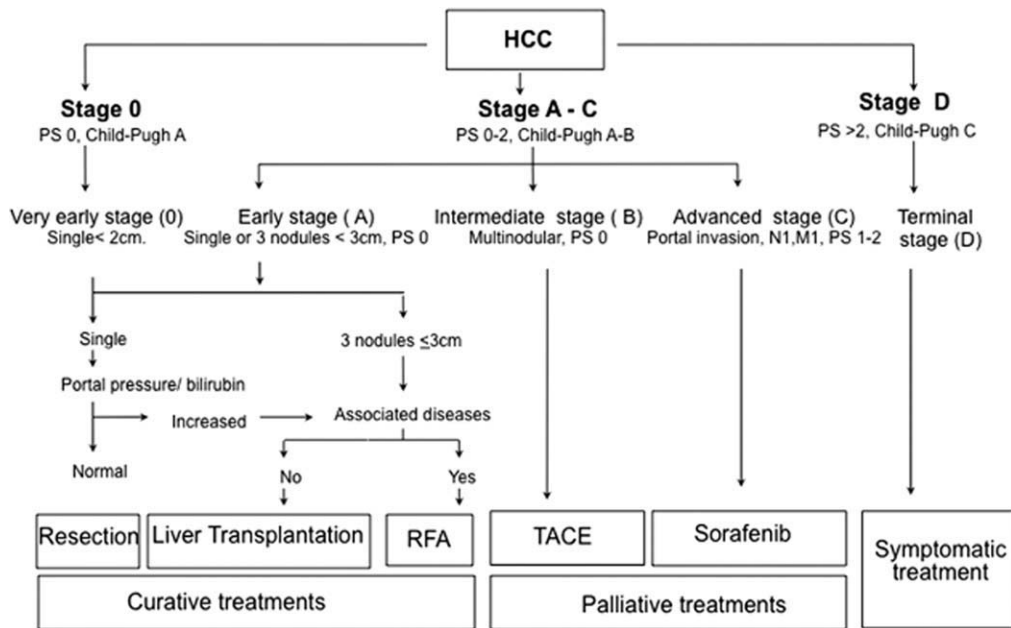 HCC
Stage 0
PS 0, Child-Pugh A
Stage A - C
PS 0-2, Child-Pugh A-B
Stage D
PS >2, Child-Pugh C
Very early stage (0)
Single< 2cm.
Early stage ( A)
Single or 3 nodules < 3cm, PS 0
Intermediate stage ( B)
Multinodular, PS 0
Advanced stage (C)
Portal invasion, N1,M1, PS 1-2
Terminal
stage (D)
Single
3 nodules ≤3cm
Portal pressure/ bilirubin
Increased
Associated diseases
Normal
No
Yes
Resection
Liver Transplantation
RFA
TACE
Sorafenib
Symptomatic
treatment
Curative treatments
Palliative treatments